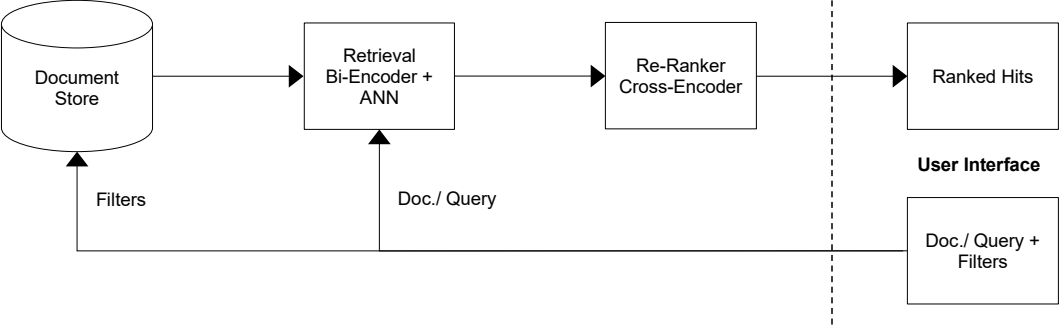 Document
Store
Retrieval
Bi-Encoder +
ANN
Re-Ranker
Cross-Encoder
Ranked Hits
User Interface
Filters
Doc./ Query
Doc./ Query +
Filters